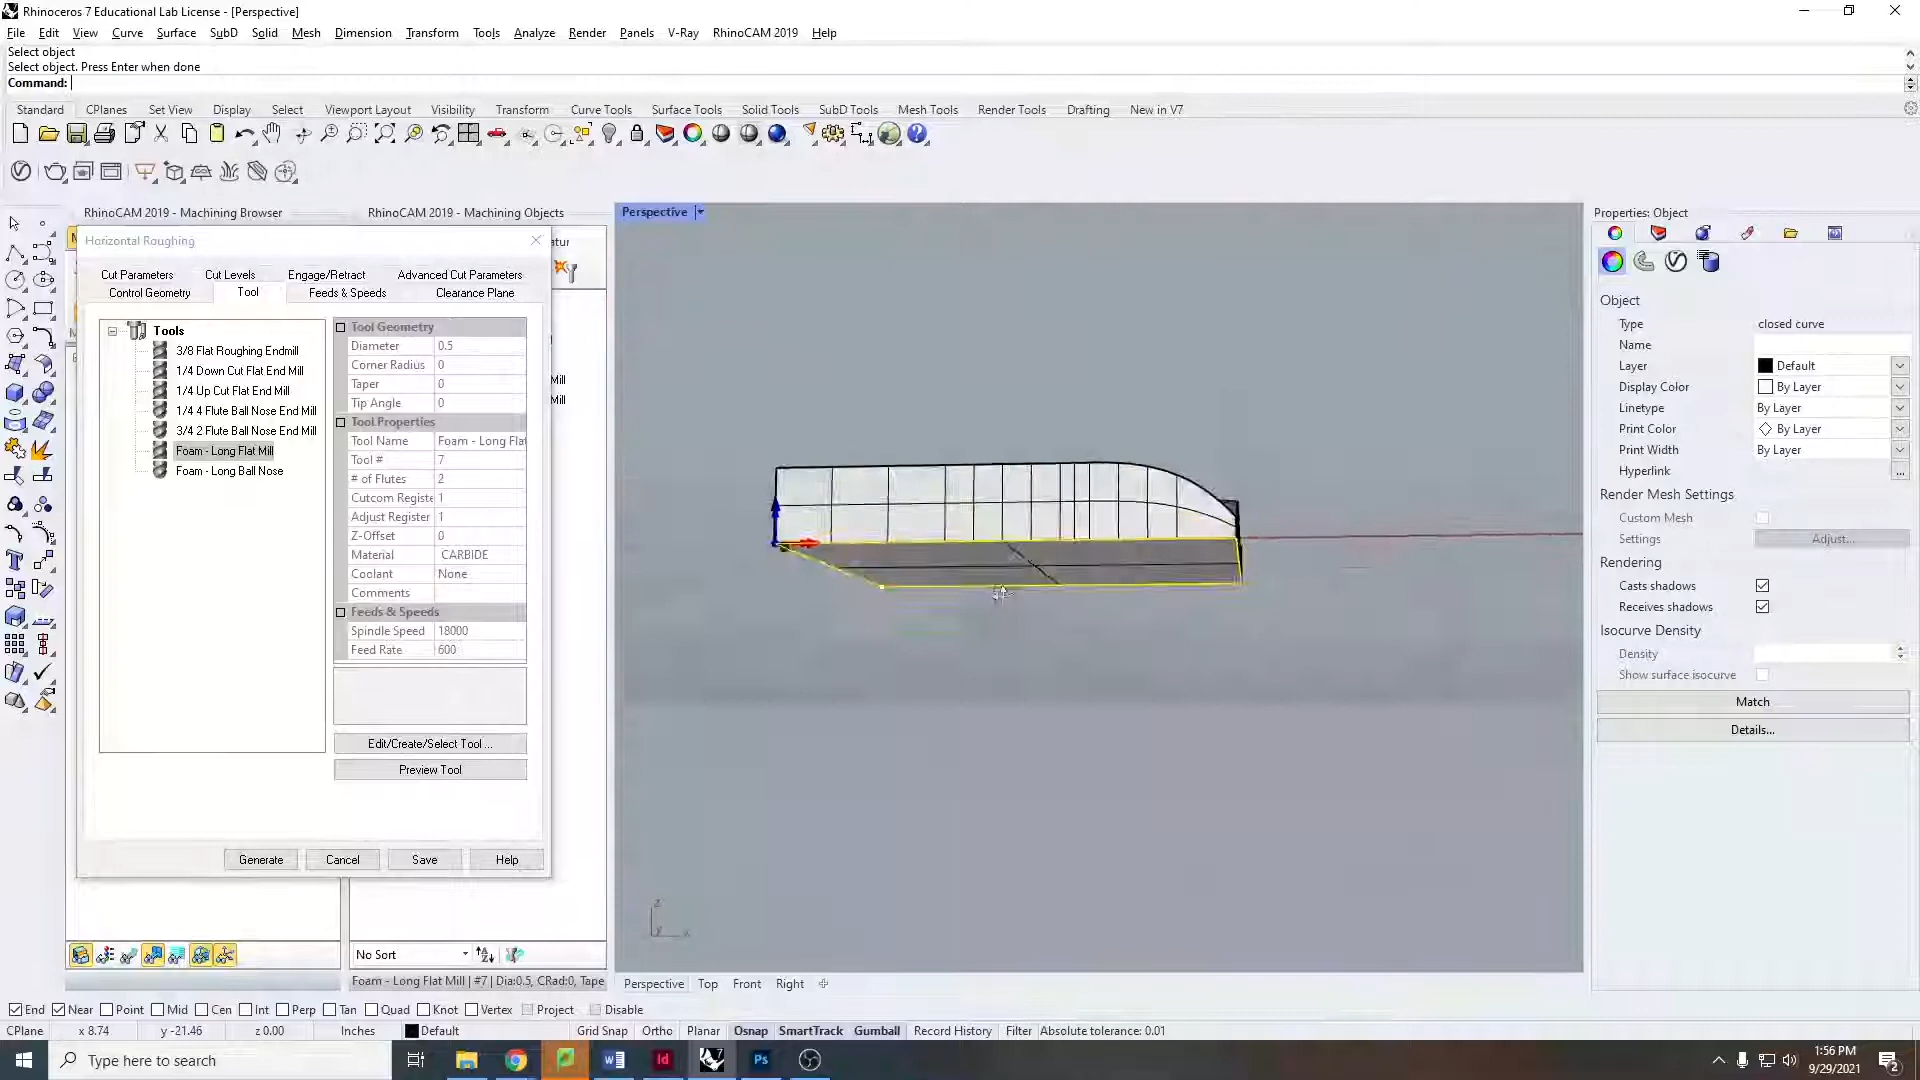 Rhinoceros 7 Educational Lab License - [Perspective]
File Edit View Curve Surface SubD Solid Mesh Dimension Transform Tools Analyze Render Panels V-Ray RhinoCAM 2019 Help
Select object
Select object. Press Enter when done
Command:
Standard CPlanes Set View Display Select Viewport Layout Visibility Transform Curve Tools Surface Tools Solid Tools SubD Tools Mesh Tools Render Tools Drafting New in V7
RhinoCAM 2019 - Machining Browser
RhinoCAM 2019 - Machining Objects
Horizontal Roughing
Cut Parameters Cut Levels Engage/Retract Advanced Cut Parameters
Control Geometry Tool Feeds & Speeds Clearance Plane
Tools
3/8 Flat Roughing Endmill
1/4 Down Cut Flat End Mill
1/4 Up Cut Flat End Mill
1/4 4 Flute Ball Nose End Mill
3/4 2 Flute Ball Nose End Mill
Foam - Long Flat Mill
Foam - Long Ball Nose
Tool Geometry
Diameter 0.5
Corner Radius 0
Taper 0
Tip Angle 0
Tool Properties
Tool Name Foam - Long Flat
Tool # 7
# of Flutes 2
Cutcom Registe 1
Adjust Register 1
Z-Offset 0
Material CARBIDE
Coolant None
Comments
Feeds & Speeds
Spindle Speed 18000
Feed Rate 600
Edit/Create/Select Tool ...
Preview Tool
Generate Cancel Save Help
atur
Mill
Mill
No Sort
Foam - Long Flat Mill | #7 | Dia:0.5, CRad:0, Tape
Perspective
z
y x
Perspective Top Front Right
Properties: Object
Object
Type closed curve
Name
Layer Default
Display Color By Layer
Linetype By Layer
Print Color By Layer
Print Width By Layer
Hyperlink ...
Render Mesh Settings
Custom Mesh
Settings Adjust...
Rendering
Casts shadows
Receives shadows
Isocurve Density
Density
Show surface isocurve
Match
Details...
End Near Point Mid Cen Int Perp Tan Quad Knot Vertex Project Disable
CPlane x 8.74 y -21.46 z 0.00 Inches Default Grid Snap Ortho Planar Osnap SmartTrack Gumball Record History Filter Absolute tolerance: 0.01
Type here to search
1:56 PM
9/29/2021
2